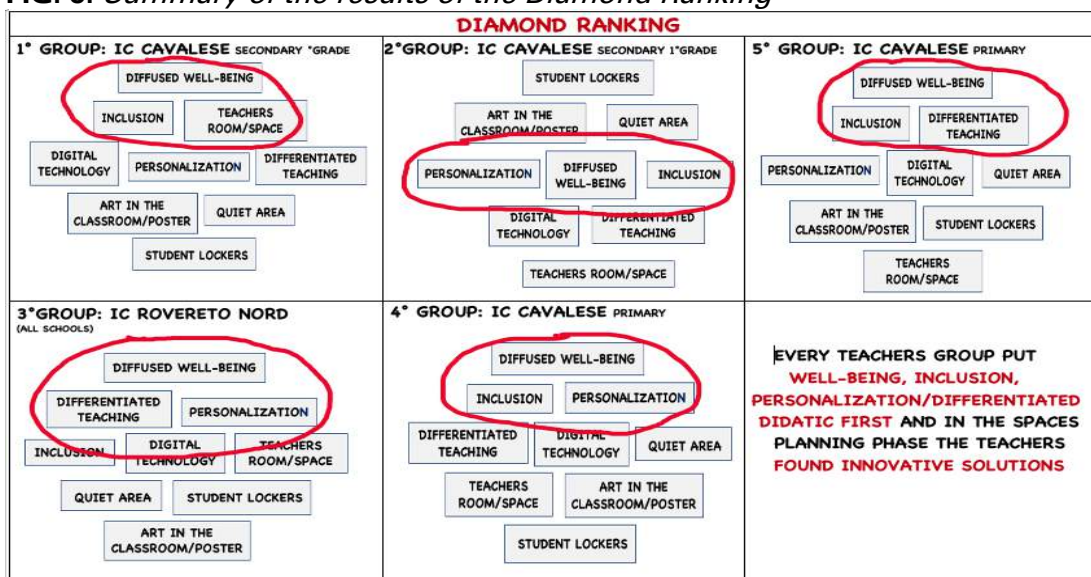 FIG. 6. Summary of the results of the Diamond Ranking
DIAMOND RANKING
1° GROUP: IC CAVALESE SECONDARY °GRADE
DIFFUSED WELL-BEING
INCLUSION
TEACHERS
ROOM/SPACE
DIGITAL
TECHNOLOGY
PERSONALIZATION
DIFFERENTIATED
TEACHING
ART IN THE
CLASSROOM/POSTER
QUIET AREA
STUDENT LOCKERS
2°GROUP: IC CAVALESE SECONDARY 1°GRADE
STUDENT LOCKERS
ART IN THE
CLASSROOM/POSTER
QUIET AREA
PERSONALIZATION
DIFFUSED
WELL-BEING
INCLUSION
DIGITAL
TECHNOLOGY
DIFFERENTIATED
TEACHING
TEACHERS ROOM/SPACE
5° GROUP: IC CAVALESE PRIMARY
DIFFUSED WELL-BEING
INCLUSION
DIFFERENTIATED
TEACHING
PERSONALIZATION
DIGITAL
TECHNOLOGY
QUIET AREA
ART IN THE
CLASSROOM/POSTER
STUDENT LOCKERS
TEACHERS
ROOM/SPACE
3°GROUP: IC ROVERETO NORD
(ALL SCHOOLS)
DIFFUSED WELL-BEING
DIFFERENTIATED
TEACHING
PERSONALIZATION
INCLUSION
DIGITAL
TECHNOLOGY
TEACHERS
ROOM/SPACE
QUIET AREA
STUDENT LOCKERS
ART IN THE
CLASSROOM/POSTER
4° GROUP: IC CAVALESE PRIMARY
DIFFUSED WELL-BEING
INCLUSION
PERSONALIZATION
DIFFERENTIATED
TEACHING
DIGITAL
TECHNOLOGY
QUIET AREA
TEACHERS
ROOM/SPACE
ART IN THE
CLASSROOM/POSTER
STUDENT LOCKERS
EVERY TEACHERS GROUP PUT
WELL-BEING, INCLUSION,
PERSONALIZATION/DIFFERENTIATED
DIDATIC FIRST AND IN THE SPACES
PLANNING PHASE THE TEACHERS
FOUND INNOVATIVE SOLUTIONS